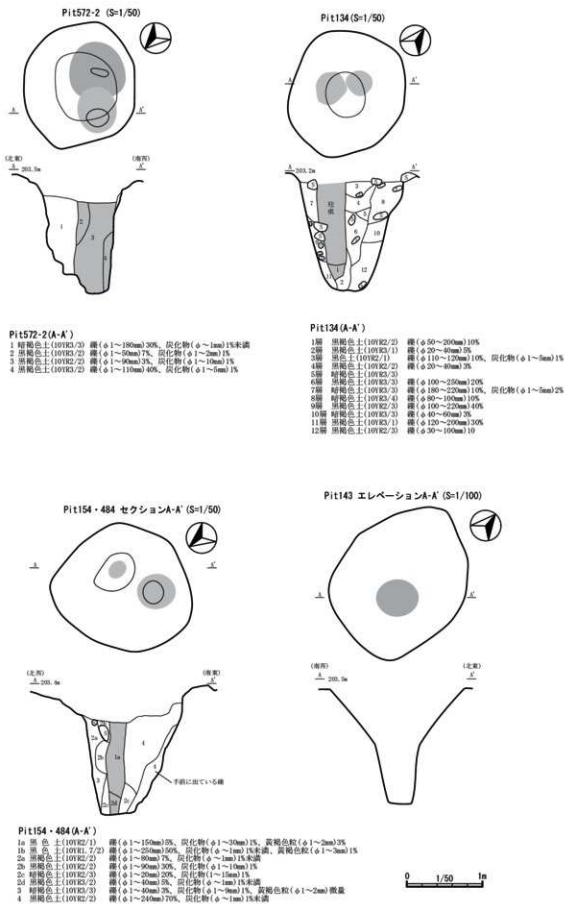 Pit572-2 (S=1/50)
A A'
(北東) (南西)
A 203.5m A'
1 2 3 4
Pit572-2(A-A')
1 暗褐色土(10YR3/3) 礫(φ1~180mm)30%、炭化物(φ~1mm)1%未満
2 黒褐色土(10YR2/2) 礫(φ1~50mm)7%、炭化物(φ1~2mm)1%
3 黒褐色土(10YR2/2) 礫(φ1~90mm)3%、炭化物(φ1~10mm)1%
4 黒褐色土(10YR3/2) 礫(φ1~110mm)40%、炭化物(φ1~5mm)1%
Pit134(S=1/50)
A A'
A 203.2m A'
柱痕
Pit134(A-A')
1層 黒褐色土(10YR2/2) 礫(φ50~200mm)10%
2層 黒褐色土(10YR3/1) 礫(φ20~40mm)5%
3層 黒色土(10YR2/1) 礫(φ110~120mm)10%、炭化物(φ1~5mm)1%
4層 黒褐色土(10YR2/2) 礫(φ20~40mm)3%
5層 暗褐色土(10YR3/3)
6層 暗褐色土(10YR3/3) 礫(φ100~250mm)20%
7層 暗褐色土(10YR3/3) 礫(φ180~220mm)10%、炭化物(φ1~5mm)2%
8層 暗褐色土(10YR3/4) 礫(φ80~100mm)10%
9層 黒褐色土(10YR2/3) 礫(φ100~220mm)40%
10層 暗褐色土(10YR3/3) 礫(φ40~60mm)3%
11層 黒褐色土(10YR3/1) 礫(φ120~200mm)30%
12層 黒褐色土(10YR2/3) 礫(φ30~100mm)10
Pit154・484 セクションA-A' (S=1/50)
A A'
(北西) (南東)
A 203.6m A'
2a 1a 4
2b
3 4
2c 2d
手前に出ている礫
Pit154・484(A-A')
1a 黒色土(10YR2/1) 礫(φ1~150mm)5%、炭化物(φ1~30mm)1%、黄褐色粒(φ1~2mm)3%
1b 黒色土(10YR1.7/2) 礫(φ1~250mm)50%、炭化物(φ~1mm)1%未満、黄褐色粒(φ1~3mm)1%
2a 黒褐色土(10YR2/2) 礫(φ1~80mm)7%、炭化物(φ~1mm)1%未満
2b 黒褐色土(10YR2/2) 礫(φ1~90mm)30%、炭化物(φ1~10mm)1%
2c 暗褐色土(10YR3/3) 礫(φ1~20mm)20%、炭化物(1~15mm)1%
2d 黒褐色土(10YR3/2) 礫(φ1~40mm)5%、炭化物(φ~1mm)1%未満
3 暗褐色土(10YR3/3) 礫(φ1~40mm)3%、炭化物(φ1~9mm)1%、黄褐色粒(φ1~2mm)微量
4 黒褐色土(10YR2/2) 礫(φ1~240mm)70%、炭化物(φ~1mm)1%未満
Pit143 エレベーションA-A' (S=1/100)
A A'
(南西) (北東)
A 203.5m A'
0 1/50 1m